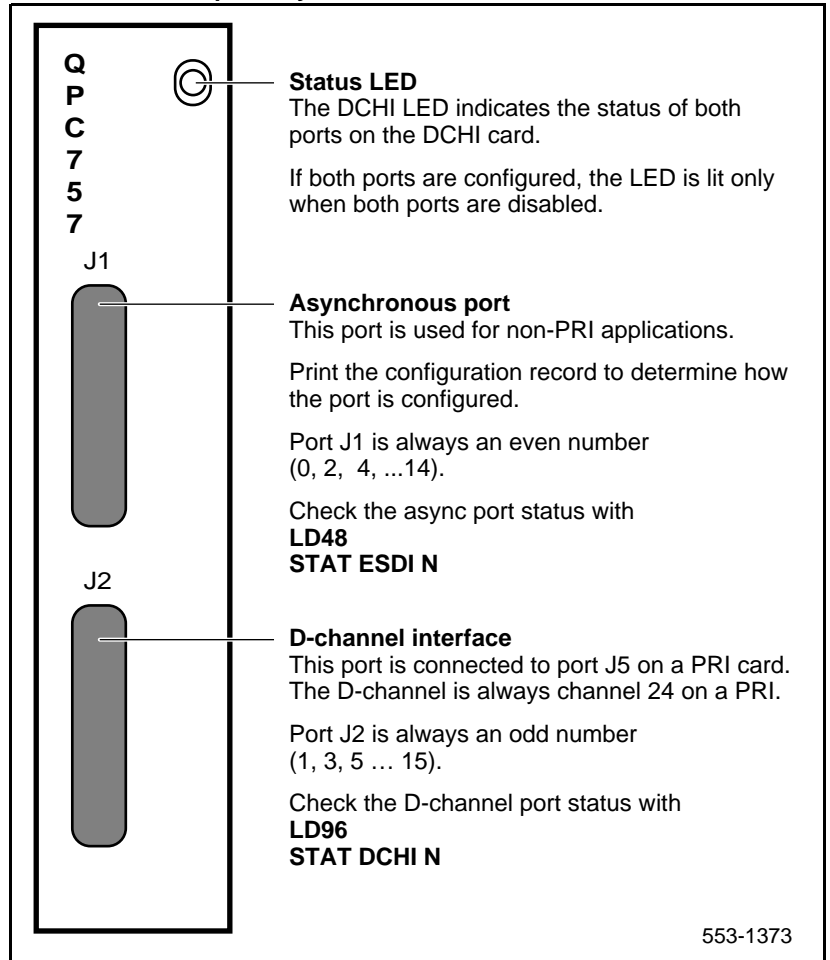 Q
P
C
7
5
7
Status LED
The DCHI LED indicates the status of both
ports on the DCHI card.
If both ports are configured, the LED is lit only
when both ports are disabled.
J1
Asynchronous port
This port is used for non-PRI applications.
Print the configuration record to determine how
the port is configured.
Port J1 is always an even number
(0, 2, 4, ...14).
Check the async port status with
LD48
STAT ESDI N
J2
D-channel interface
This port is connected to port J5 on a PRI card.
The D-channel is always channel 24 on a PRI.
Port J2 is always an odd number
(1, 3, 5 … 15).
Check the D-channel port status with
LD96
STAT DCHI N
553-1373